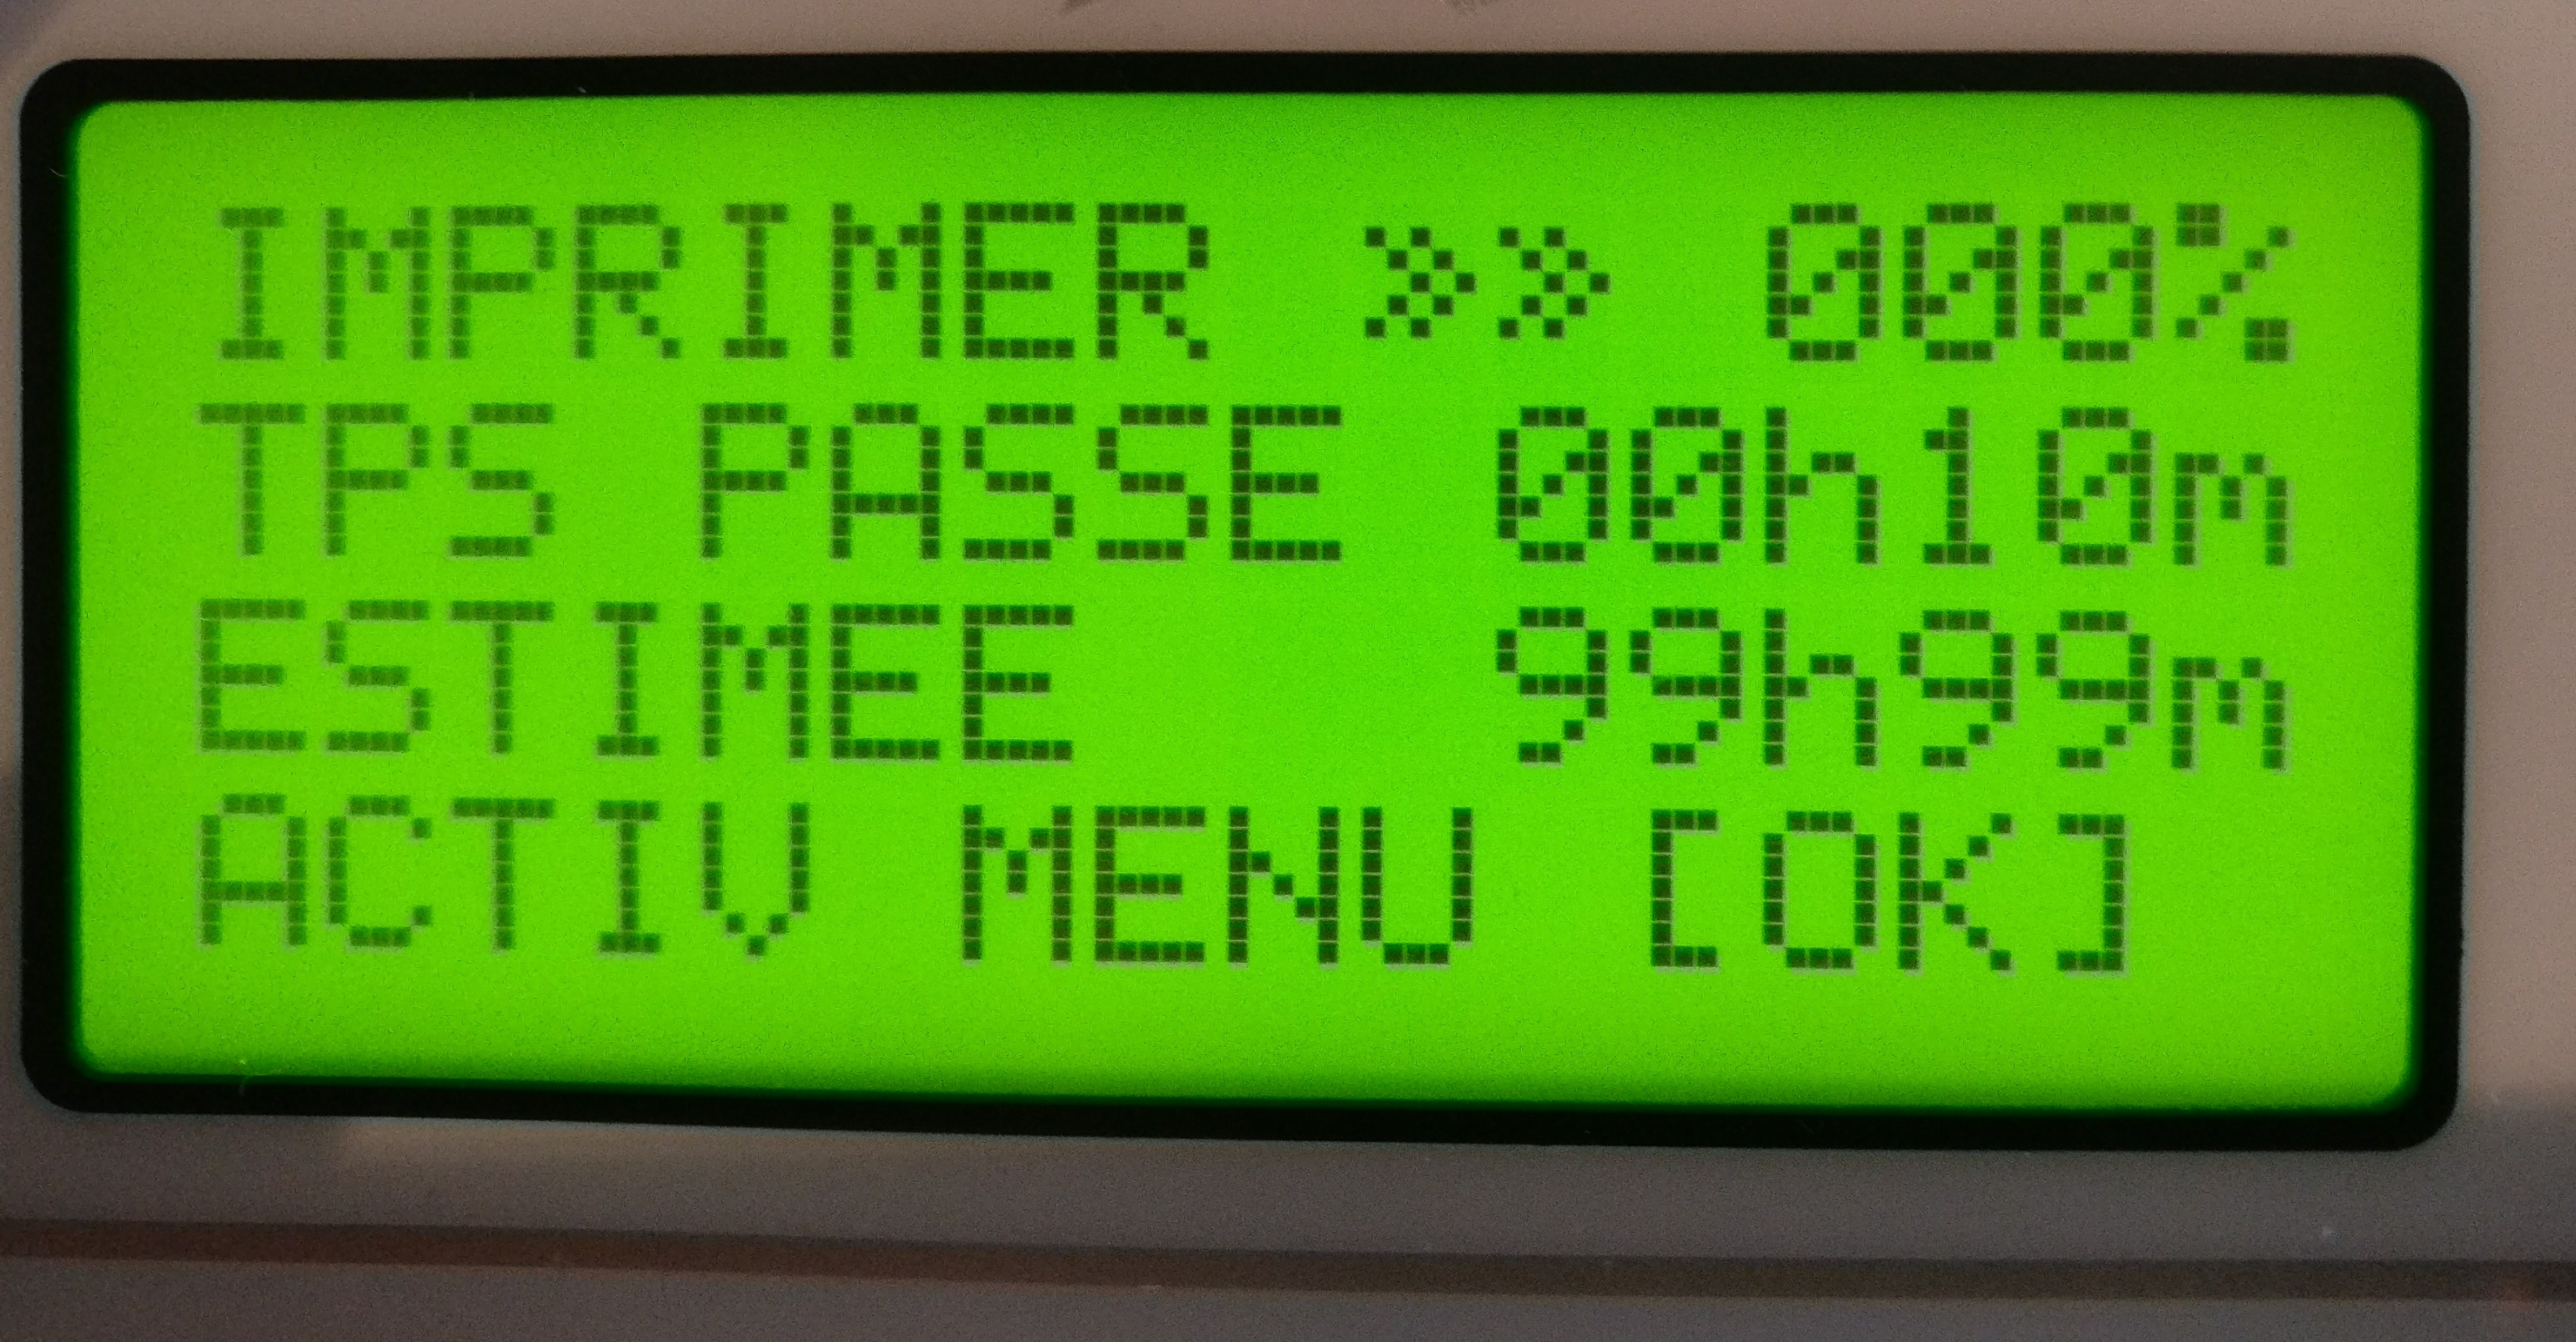 IMPRIMER »» 000%
TPS PASSE 00h10m
ESTIMEE 99h99m
ACTIV MENU [OK]